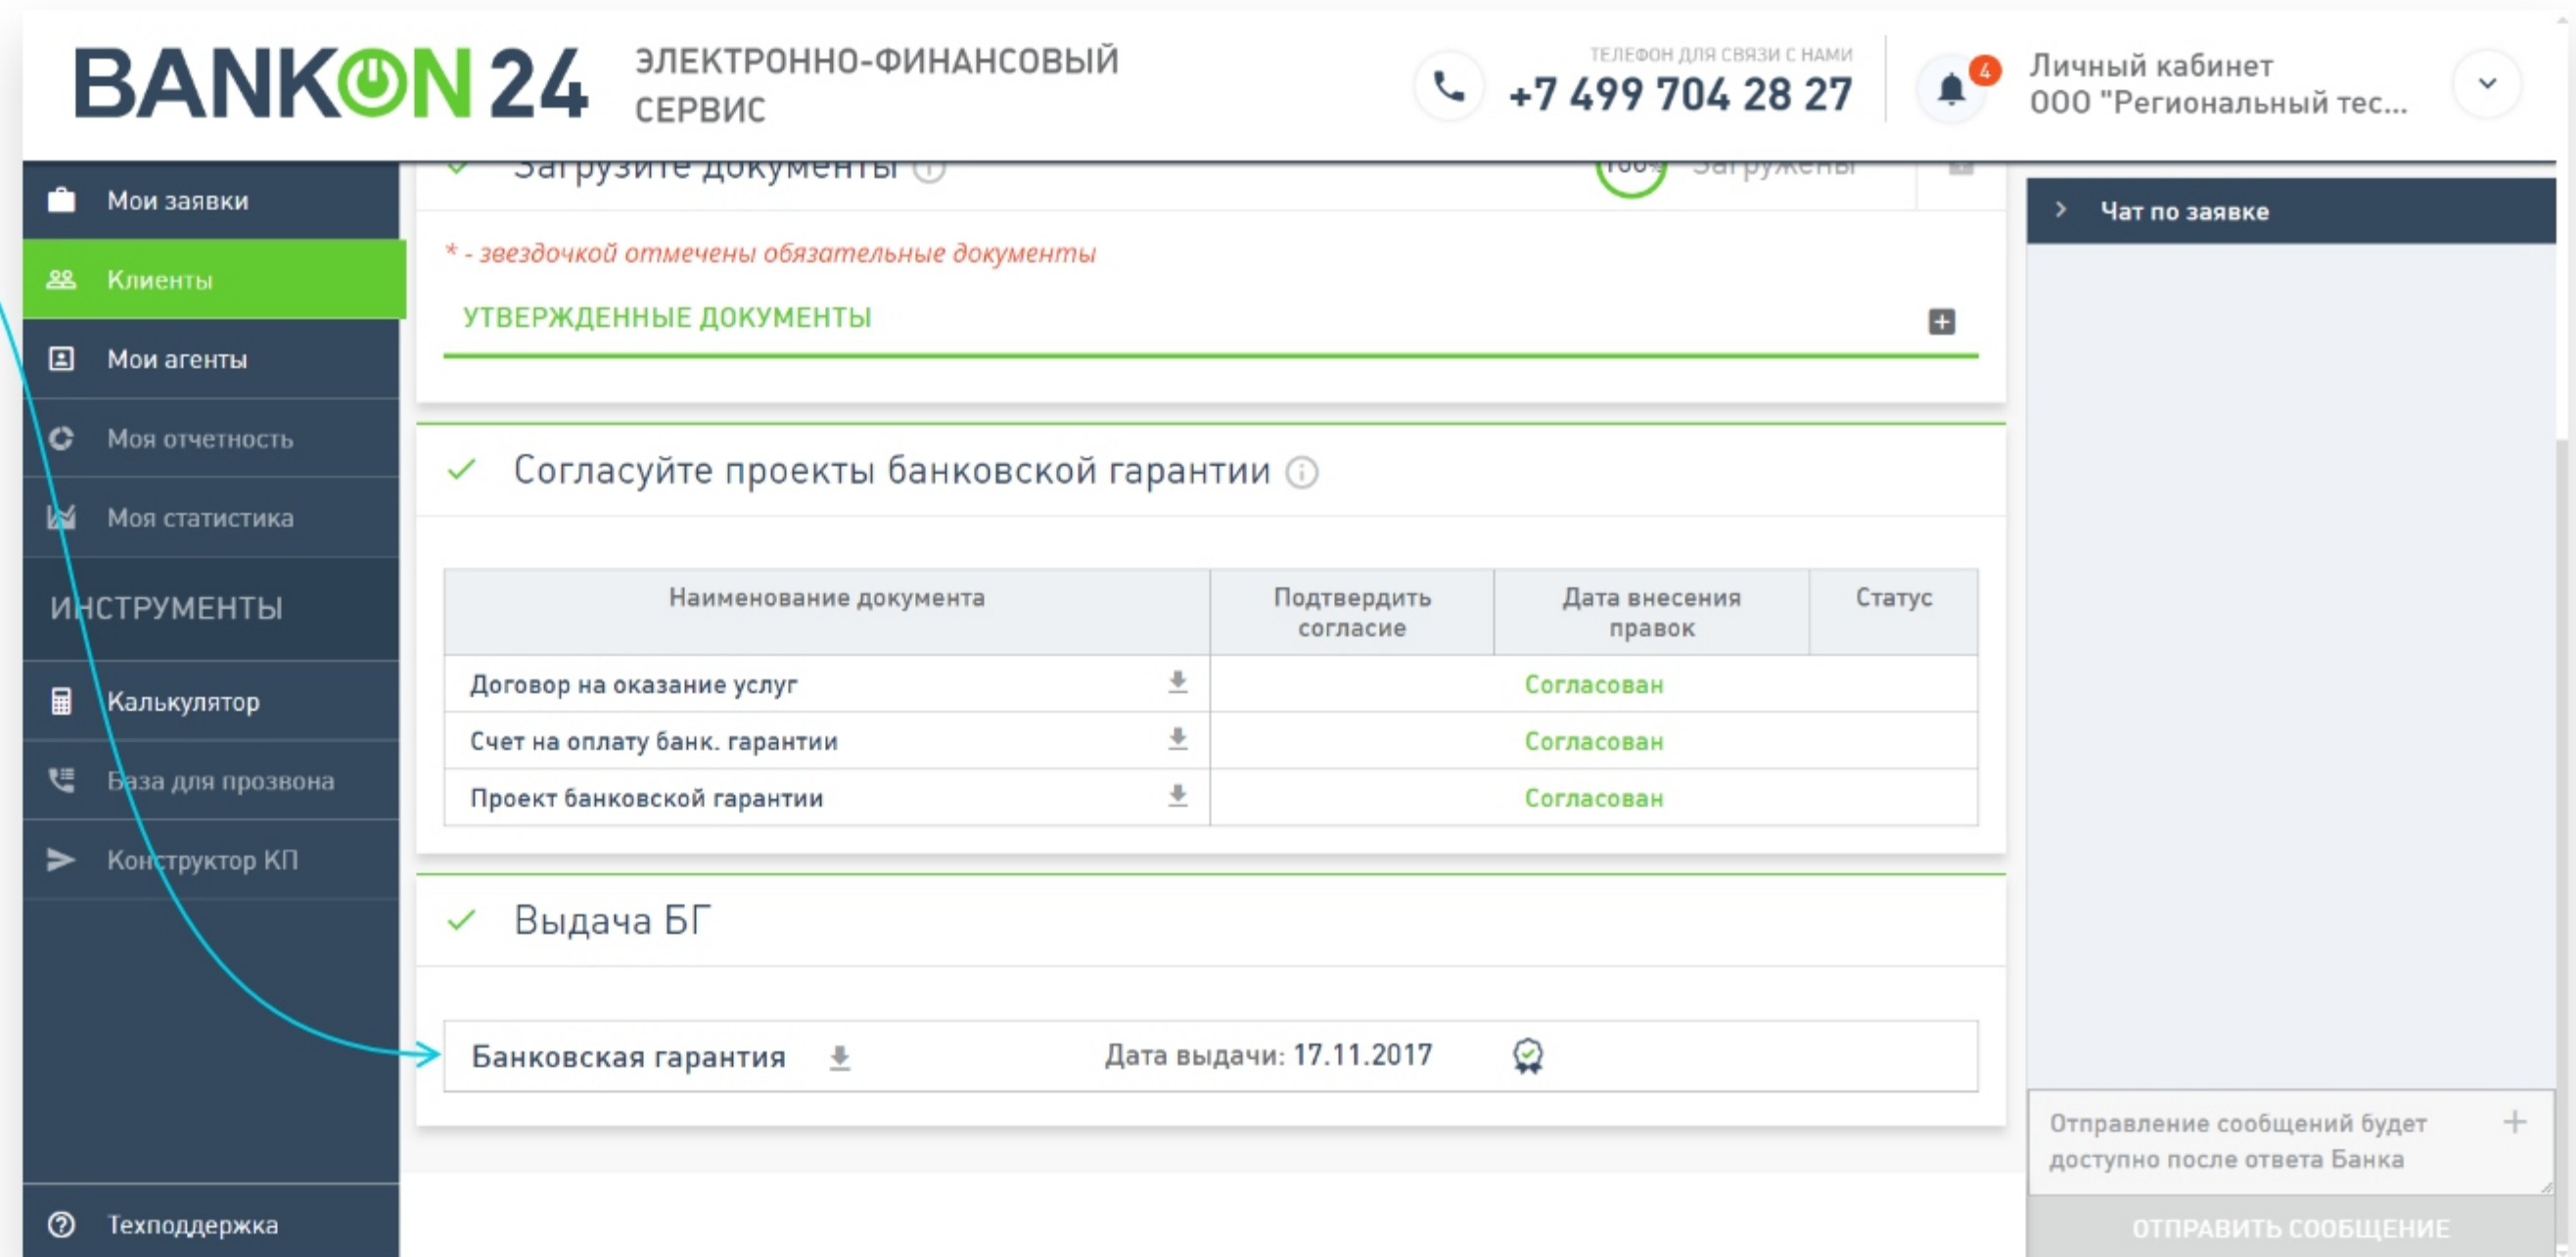 BANKON 24
ЭЛЕКТРОННО-ФИНАНСОВЫЙ
СЕРВИС
ТЕЛЕФОН ДЛЯ СВЯЗИ С НАМИ
+7 499 704 28 27
4
Личный кабинет
ООО "Региональный тес...
Мои заявки
Клиенты
Мои агенты
Моя отчетность
Моя статистика
ИНСТРУМЕНТЫ
Калькулятор
База для прозвона
Конструктор КП
Техподдержка
Загрузите документы
100% Загружены
* - звездочкой отмечены обязательные документы
УТВЕРЖДЕННЫЕ ДОКУМЕНТЫ
Согласуйте проекты банковской гарантии
Наименование документа
Подтвердить
согласие
Дата внесения
правок
Статус
Договор на оказание услуг Согласован
Счет на оплату банк. гарантии Согласован
Проект банковской гарантии Согласован
Выдача БГ
Банковская гарантия Дата выдачи: 17.11.2017
Чат по заявке
Отправление сообщений будет
доступно после ответа Банка
ОТПРАВИТЬ СООБЩЕНИЕ